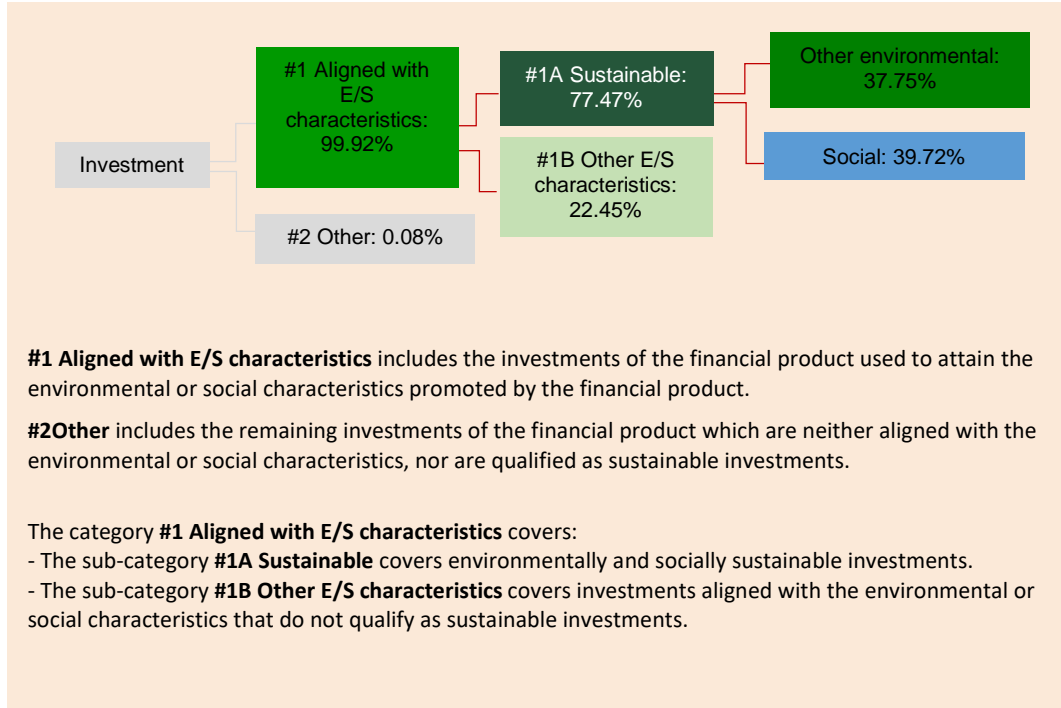 Investment
#1 Aligned with
E/S
characteristics:
99.92%
#2 Other: 0.08%
#1A Sustainable:
77.47%
#1B Other E/S
characteristics:
22.45%
Other environmental:
37.75%
Social: 39.72%
#1 Aligned with E/S characteristics includes the investments of the financial product used to attain the
environmental or social characteristics promoted by the financial product.
#2Other includes the remaining investments of the financial product which are neither aligned with the
environmental or social characteristics, nor are qualified as sustainable investments.
The category #1 Aligned with E/S characteristics covers:
- The sub-category #1A Sustainable covers environmentally and socially sustainable investments.
- The sub-category #1B Other E/S characteristics covers investments aligned with the environmental or
social characteristics that do not qualify as sustainable investments.